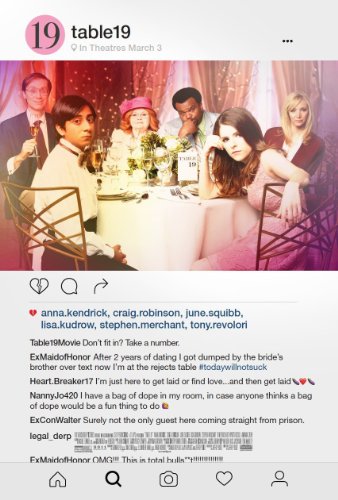 19 table19
In Theatres March 3
TABLE
19
anna.kendrick, craig.robinson, june.squibb,
lisa.kudrow, stephen.merchant, tony.revolori
Table19Movie Don't fit in? Take a number.
ExMaidofHonor After 2 years of dating I got dumped by the bride's
brother over text now I'm at the rejects table #todaywillnotsuck
Heart.Breaker17 I'm just here to get laid or find love...and then get laid🍆💔🍆
NannyJo420 I have a bag of dope in my room, in case anyone thinks a bag
of dope would be a fun thing to do
ExConWalter Surely not the only guest here coming straight from prison.
legal_derp
ExMaidofHonor OMG!!! This is total bulls**t!!!!!!!!!!!!!!